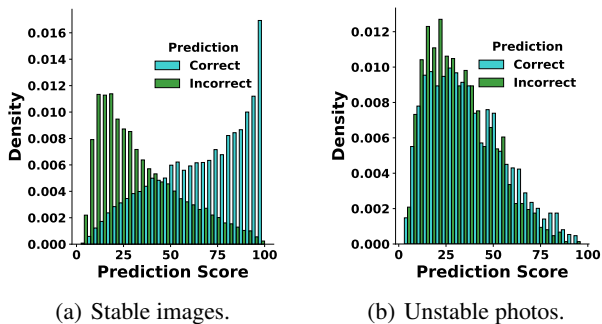 Prediction
Correct
Incorrect
Density
0.016
0.014
0.012
0.010
0.008
0.006
0.004
0.002
0.000
0 25 50 75 100
Prediction Score
(a) Stable images.
Prediction
Correct
Incorrect
Density
0.012
0.010
0.008
0.006
0.004
0.002
0.000
0 25 50 75 100
Prediction Score
(b) Unstable photos.